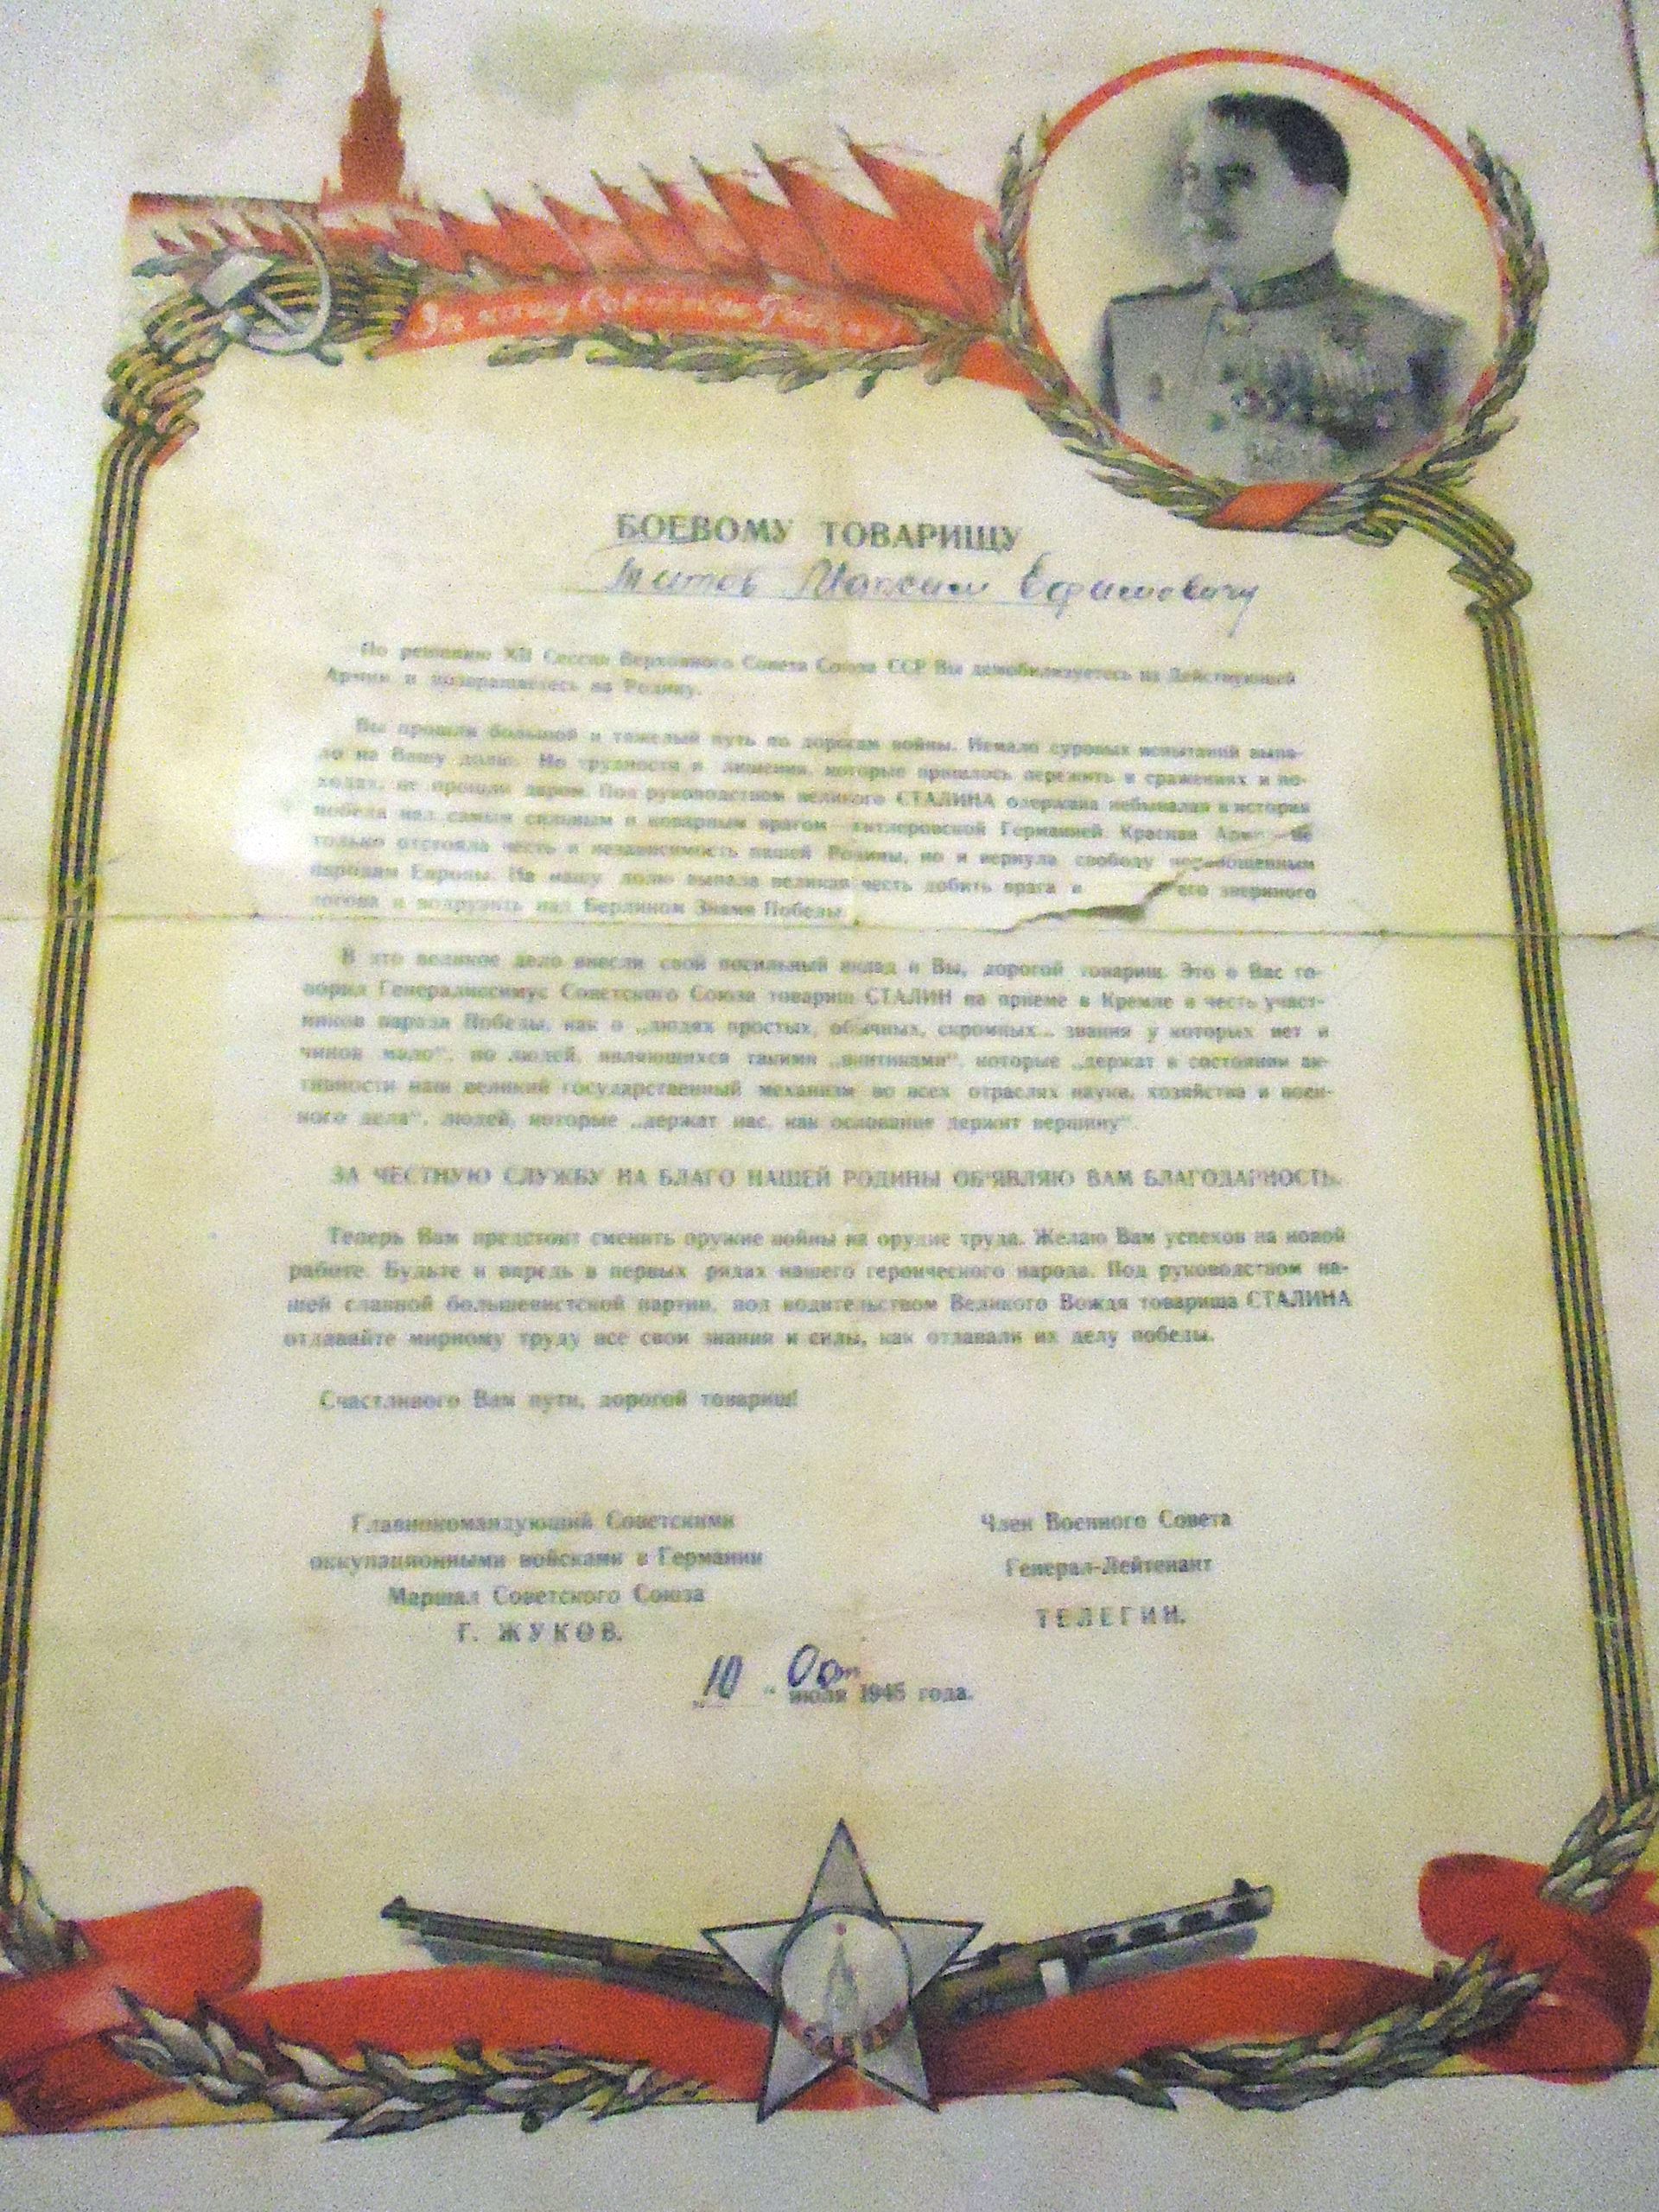 За нашу Советскую Родину!
БОЕВОМУ ТОВАРИЩУ
Титов Максим Ефимовичу
По решению XII Сессии Верховного Совета Союза ССР Вы демобилизуетесь из Действующей
Армии и возвращаетесь на Родину.
Вы прошли большой и тяжелый путь по дорогам войны. Немало суровых испытаний выпа-
ло на Вашу долю. Но трудности и лишения, которые пришлось пережить в сражениях и по-
ходах, не прошли даром. Под руководством великого СТАЛИНА одержана небывалая в истории
победа над самым сильным и коварным врагом гитлеровской Германией. Красная Арм не
только отстояла честь и независимость нашей Родины, но и вернула свободу
народам Европы. На нашу долю выпала великая честь добить врага в его звериного
логова и водрузить над Берлином Знамя Победы.
В это великое дело внесли свой посильный вклад и Вы, дорогой товарищ. Это о Вас го-
ворил Генералиссимус Советского Союза товарищ СТАЛИН на приеме в Кремле в честь участ-
ников парада Победы, как о „людях простых, обычных, скромных.. звания у которых нет и
чинов мало“, но людей, являющихся такими „винтиками“, которые „держат в состоянии ак-
тивности наш великий государственный механизм во всех отраслях науки, хозяйства и воен-
ного дела“, людей, которые „держат нас, как основание держит вершину“.
ЗА ЧЕСТНУЮ СЛУЖБУ НА БЛАГО НАШЕЙ РОДИНЫ ОБ'ЯВЛЯЮ ВАМ БЛАГОДАРНОСТЬ.
Теперь Вам предстоит сменить оружие войны на орудие труда. Желаю Вам успехов на новой
работе. Будьте и впредь в первых рядах нашего героического народа. Под руководством на-
шей славной большевистской партии, под водительством Великого Вождя товарища СТАЛИНА
отдавайте мирному труду все свои знания и силы, как отдавали их делу победы.
Счастливого Вам пути, дорогой товарищ!
Главнокомандующий Советскими
оккупационными войсками в Германии
Маршал Советского Союза
Г. ЖУКОВ.
Член Военного Совета
Генерал-Лейтенант
ТЕЛЕГИН.
„10“ июля 1945 года.